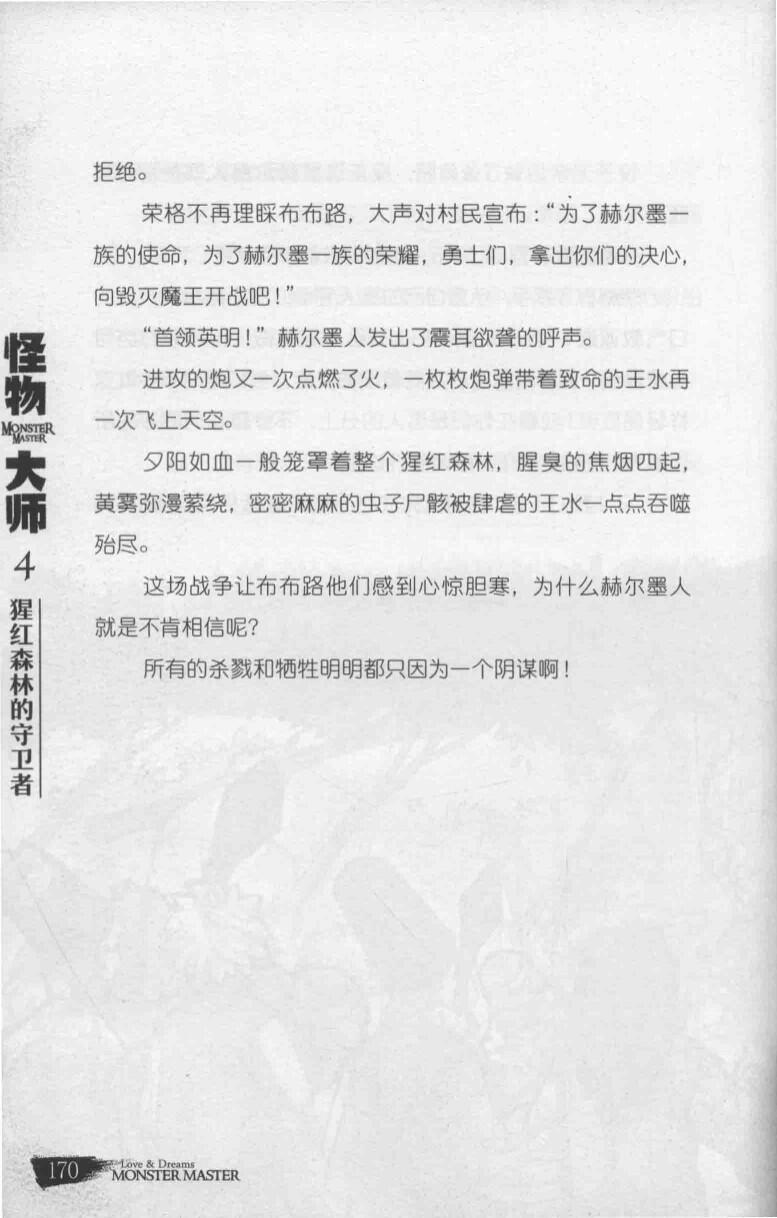 拒绝。
荣格不再理睬布布路，大声对村民宣布：“为了赫尔墨一
族的使命，为了赫尔墨一族的荣耀，勇士们，拿出你们的决心，
向毁灭魔王开战吧！”
“首领英明！”赫尔墨人发出了震耳欲聋的呼声。
进攻的炮又一次点燃了火，一枚枚炮弹带着致命的王水再
一次飞上天空。
夕阳如血一般笼罩着整个猩红森林，腥臭的焦烟四起，
黄雾弥漫萦绕，密密麻麻的虫子尸骸被肆虐的王水一点点吞噬
殆尽。
这场战争让布布路他们感到心惊胆寒，为什么赫尔墨人
就是不肯相信呢？
所有的杀戮和牺牲明明都只因为一个阴谋啊！
怪物
MONSTER
MASTER
大师
4
猩红森林的守卫者
170
Love & Dreams
MONSTER MASTER